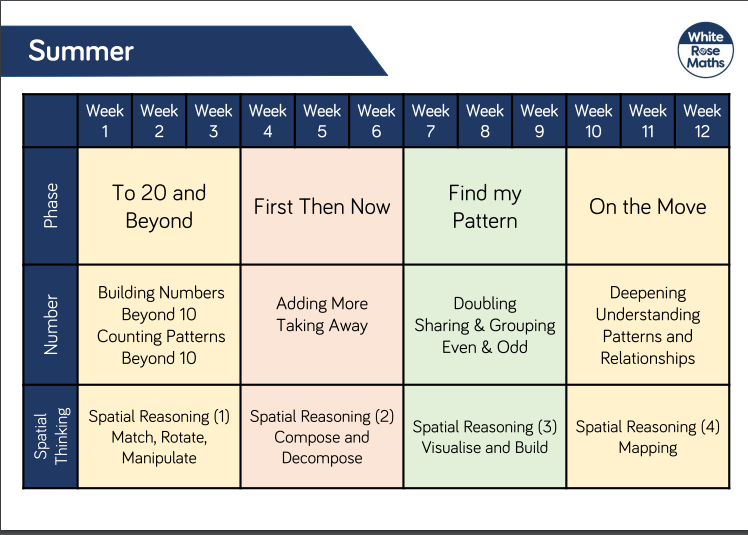 Summer
White
Rose
Maths
Week 1
Week 2
Week 3
Week 4
Week 5
Week 6
Week 7
Week 8
Week 9
Week 10
Week 11
Week 12
Phase
To 20 and
Beyond
First Then Now
Find my
Pattern
On the Move
Number
Building Numbers
Beyond 10
Counting Patterns
Beyond 10
Adding More
Taking Away
Doubling
Sharing & Grouping
Even & Odd
Deepening
Understanding
Patterns and
Relationships
Spatial
Thinking
Spatial Reasoning (1)
Match, Rotate,
Manipulate
Spatial Reasoning (2)
Compose and
Decompose
Spatial Reasoning (3)
Visualise and Build
Spatial Reasoning (4)
Mapping